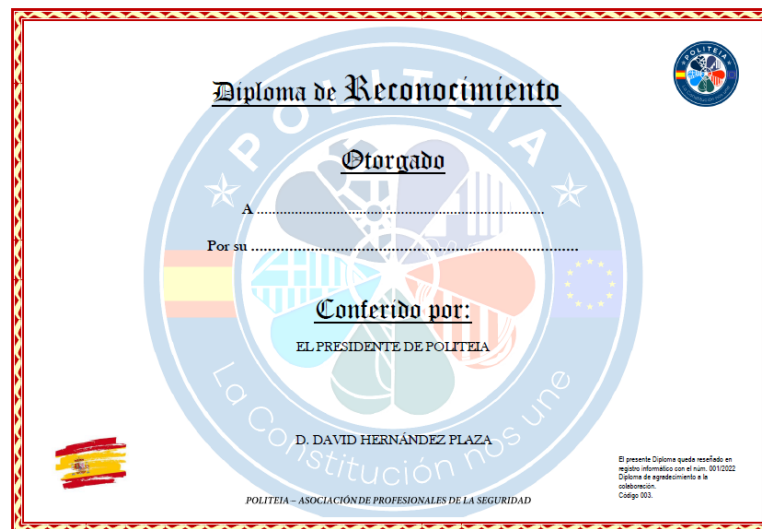 POLITEIA
Diploma de Reconocimiento
Otorgado
A ........................................................................
Por su ..............................................................................
Conferido por:
EL PRESIDENTE DE POLITEIA
D. DAVID HERNÁNDEZ PLAZA
La Constitución nos une
POLITEIA – ASOCIACIÓN DE PROFESIONALES DE LA SEGURIDAD
El presente Diploma queda reseñado en
registro informático con el núm. 001/2022
Diploma de agradecimiento a la
colaboración.
Código 003.
POLITEIA